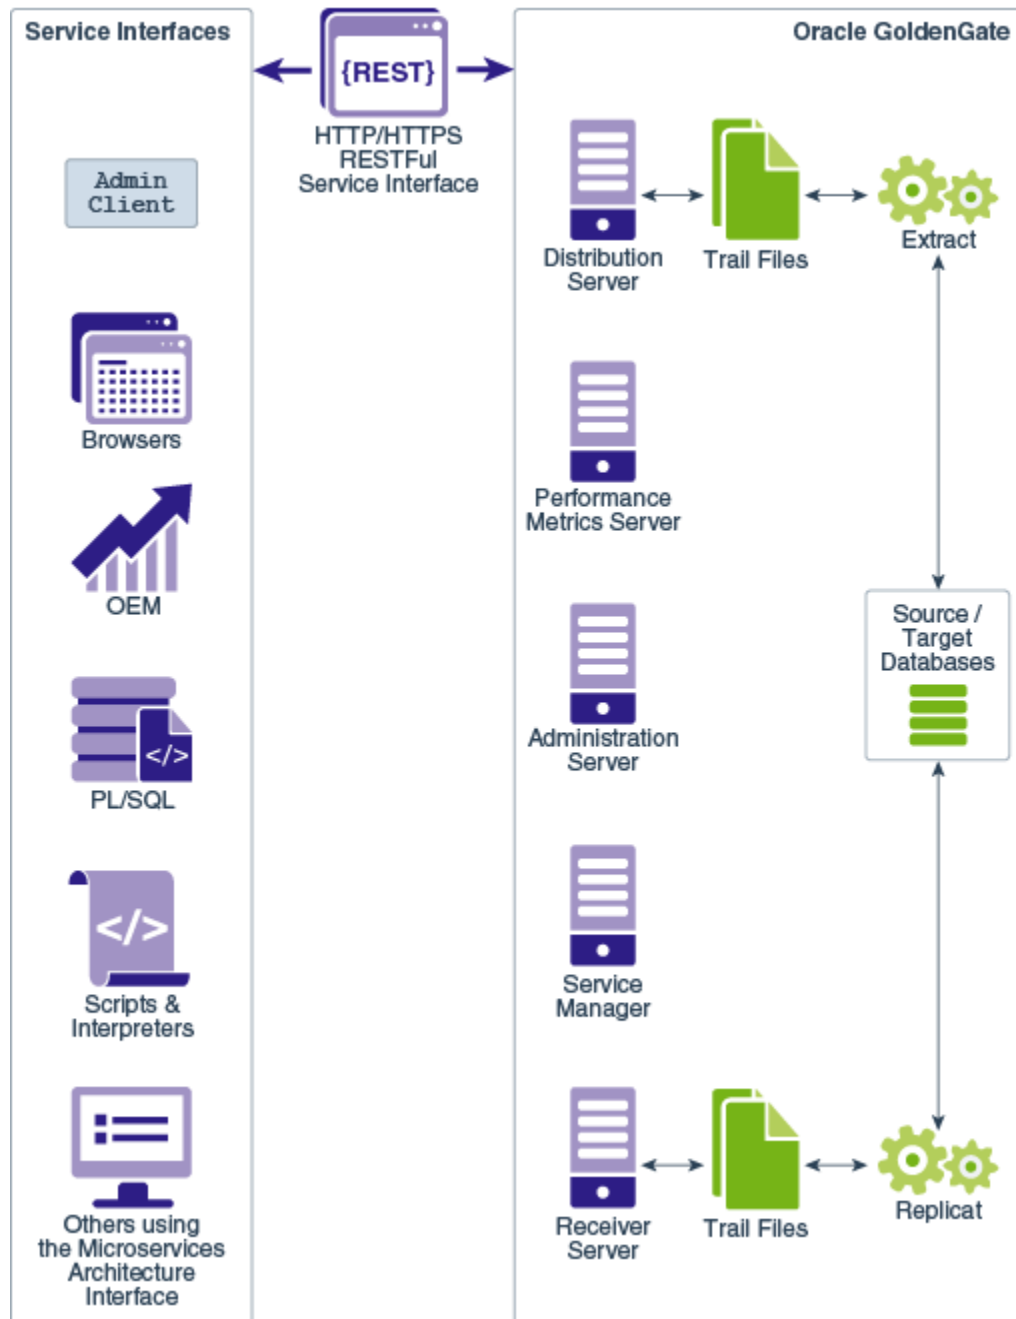 Service Interfaces
Admin
Client
Browsers
OEM
</>
PL/SQL
</>
Scripts &
Interpreters
Others using
the Microservices
Architecture
Interface
{REST}
HTTP/HTTPS
RESTFul
Service Interface
Oracle GoldenGate
Distribution
Server
Trail Files
Extract
Performance
Metrics Server
Source /
Target
Databases
Administration
Server
Service
Manager
Receiver
Server
Trail Files
Replicat